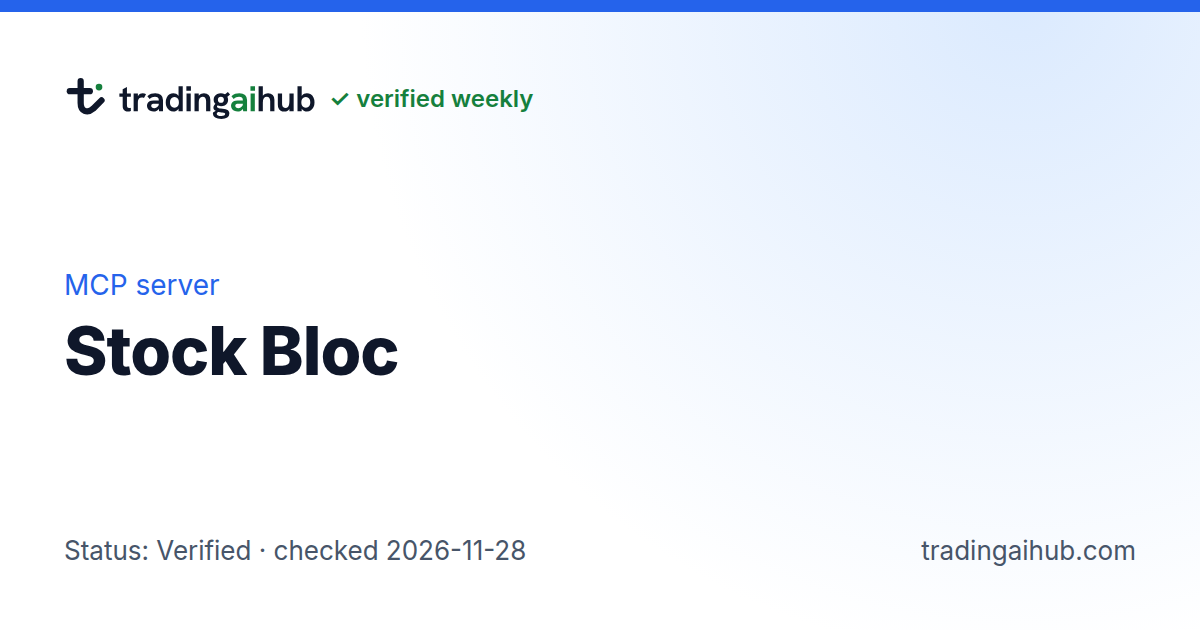 tradingaihub ✓ verified weekly
MCP server
Stock Bloc
Status: Verified · checked 2026-11-28
tradingaihub.com